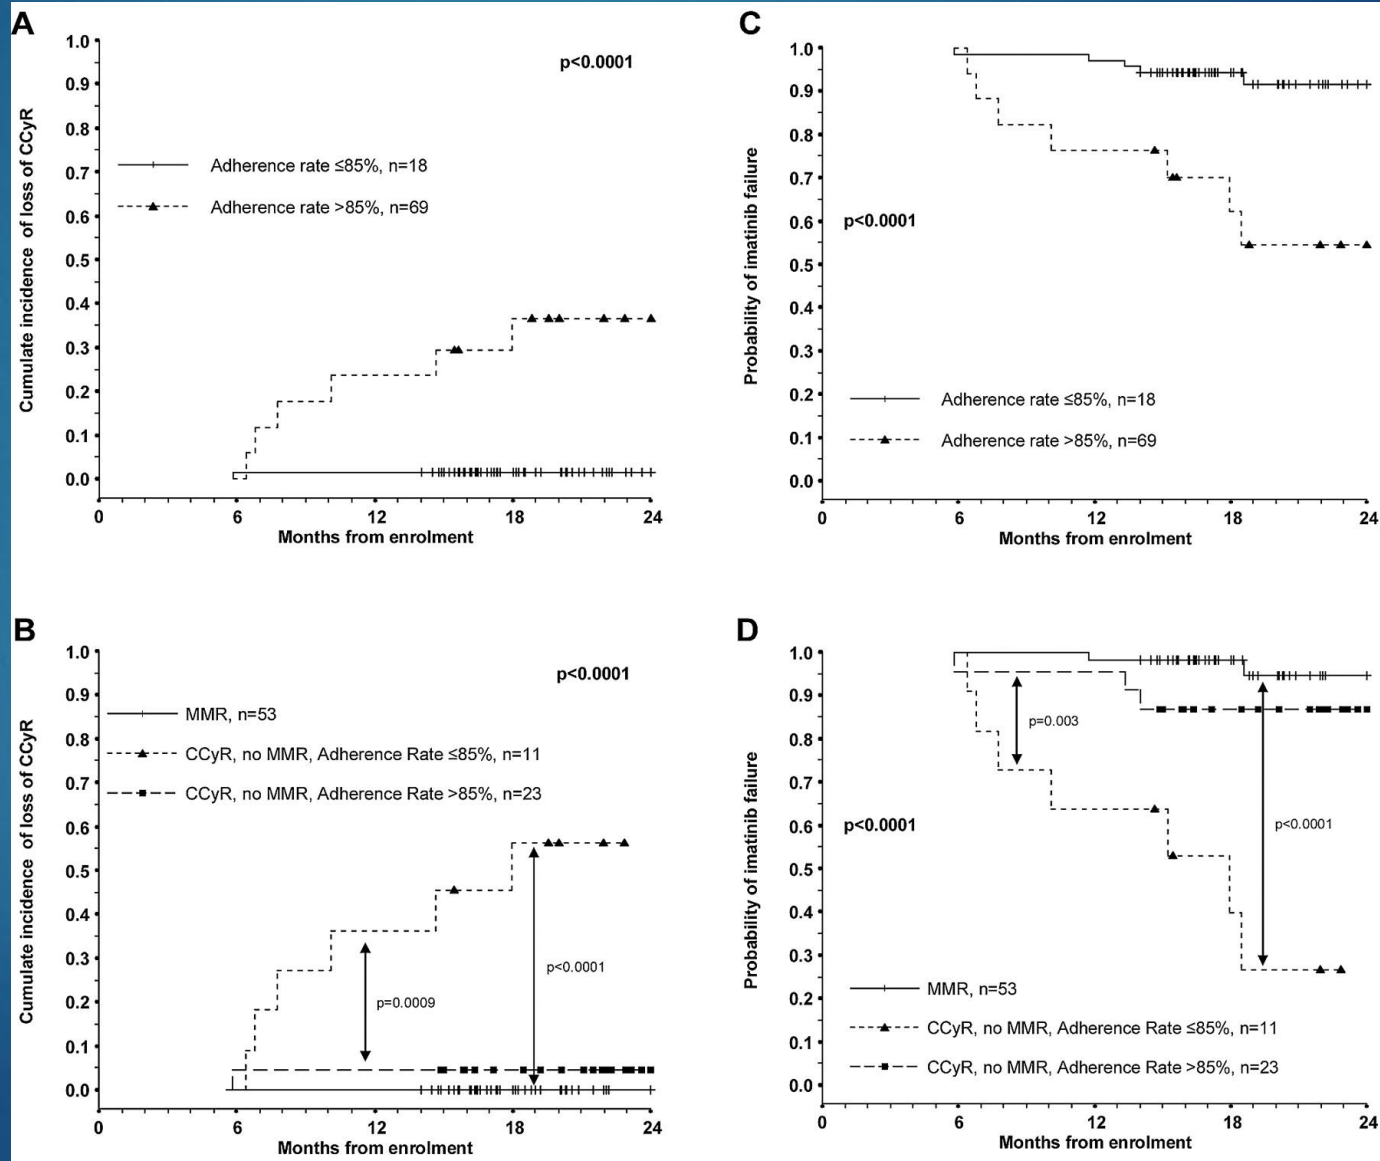 A
p<0.0001
Cumulate incidence of loss of CCyR
1.0
0.9
0.8
0.7
0.6
0.5
0.4
0.3
0.2
0.1
0.0
Adherence rate ≤85%, n=18
Adherence rate >85%, n=69
0 6 12 18 24
Months from enrolment
C
Probability of imatinib failure
1.0
0.9
0.8
0.7
0.6
0.5
0.4
0.3
0.2
0.1
0.0
p<0.0001
Adherence rate ≤85%, n=18
Adherence rate >85%, n=69
0 6 12 18 24
Months from enrolment
B
p<0.0001
Cumulate incidence of loss of CCyR
1.0
0.9
0.8
0.7
0.6
0.5
0.4
0.3
0.2
0.1
0.0
MMR, n=53
CCyR, no MMR, Adherence Rate ≤85%, n=11
CCyR, no MMR, Adherence Rate >85%, n=23
p<0.0001
p=0.0009
0 6 12 18 24
Months from enrolment
D
Probability of imatinib failure
1.0
0.9
0.8
0.7
0.6
0.5
0.4
0.3
0.2
0.1
0.0
p=0.003
p<0.0001
p<0.0001
MMR, n=53
CCyR, no MMR, Adherence Rate ≤85%, n=11
CCyR, no MMR, Adherence Rate >85%, n=23
0 6 12 18 24
Months from enrolment